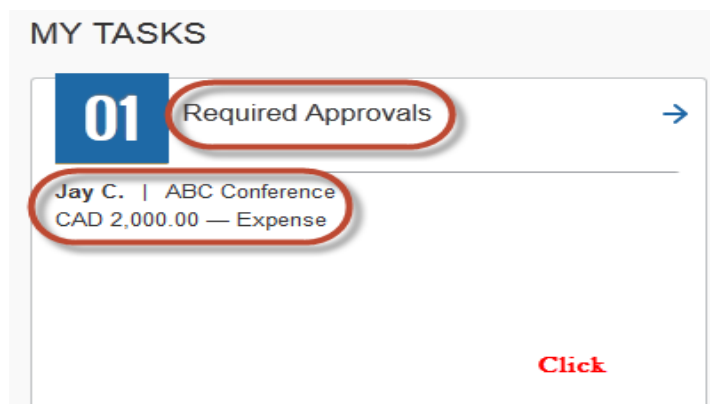 MY TASKS
01 Required Approvals
Jay C. | ABC Conference
CAD 2,000.00 — Expense
Click